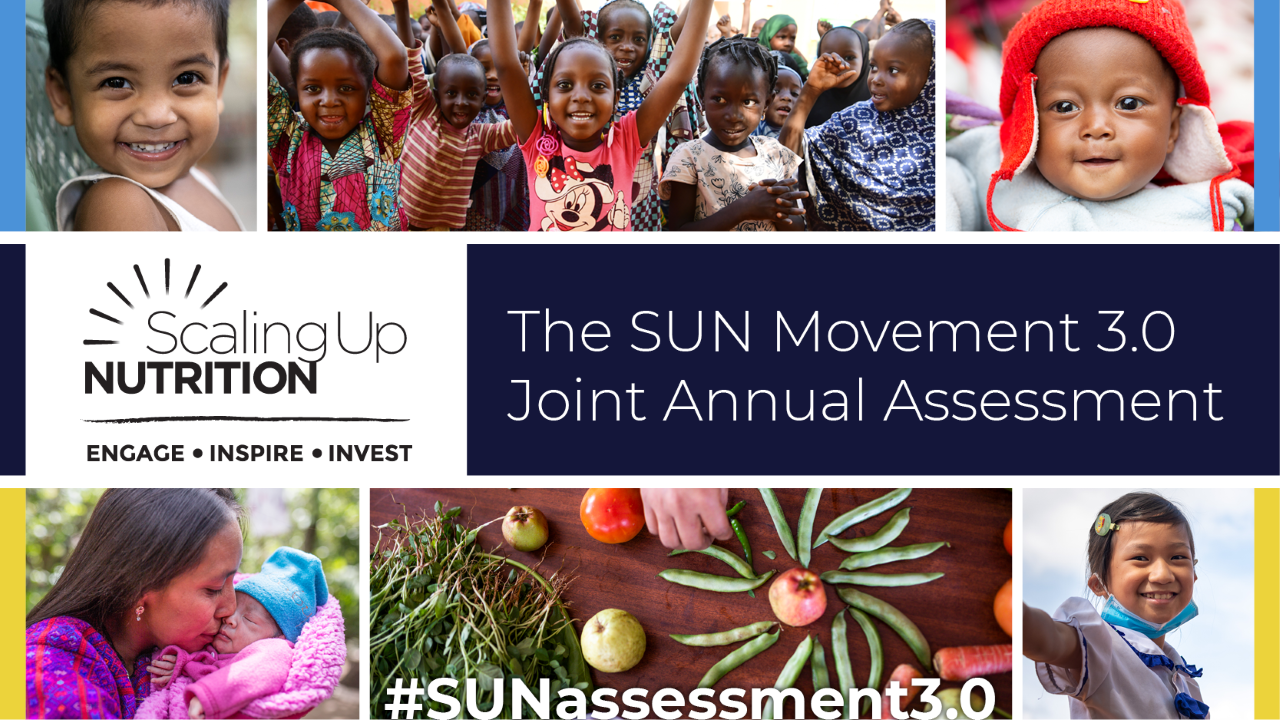 Scaling Up
NUTRITION
ENGAGE • INSPIRE • INVEST
The SUN Movement 3.0
Joint Annual Assessment
#SUNassessment3.0